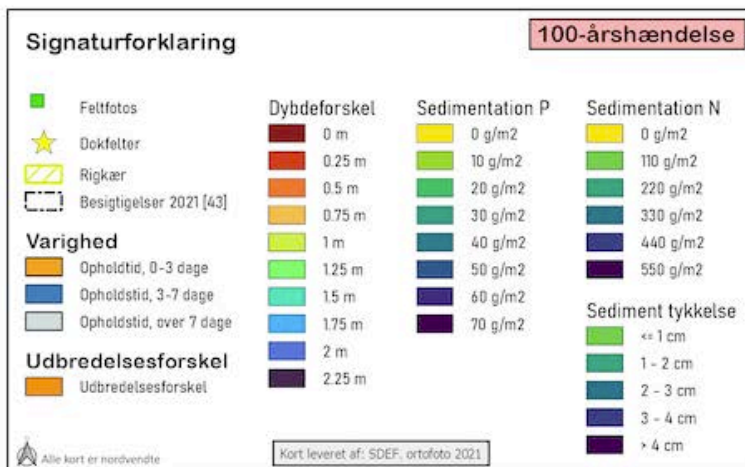 Signaturforklaring
100-årshændelse
Feltfotos
Dokfelter
Rigkær
Besigtigelser 2021 [43]
Varighed
Opholdtid, 0-3 dage
Opholdstid, 3-7 dage
Opholdstid, over 7 dage
Udbredelsesforskel
Udbredelsesforskel
Alle kort er nordvendte
Dybdeforskel
0 m
0.25 m
0.5 m
0.75 m
1 m
1.25 m
1.5 m
1.75 m
2 m
2.25 m
Sedimentation P
0 g/m2
10 g/m2
20 g/m2
30 g/m2
40 g/m2
50 g/m2
60 g/m2
70 g/m2
Sedimentation N
0 g/m2
110 g/m2
220 g/m2
330 g/m2
440 g/m2
550 g/m2
Sediment tykkelse
<= 1 cm
1 - 2 cm
2 - 3 cm
3 - 4 cm
> 4 cm
Kort leveret af: SDEF, ortofoto 2021